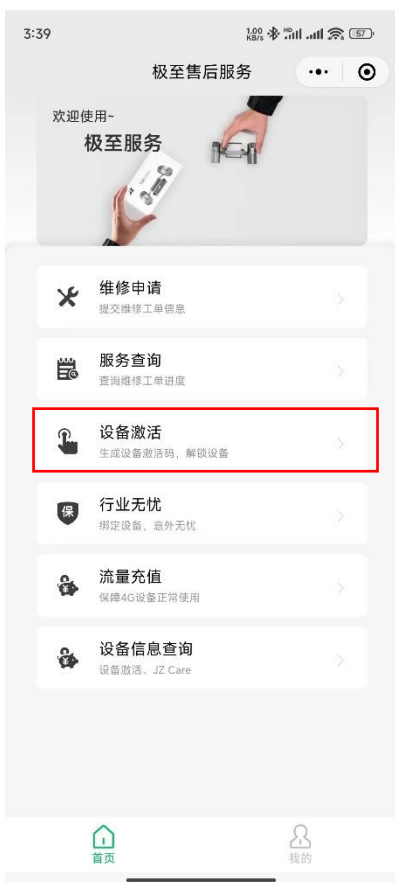 3:39
1.00 KB/s
HD
57
极至售后服务
欢迎使用~
极至服务
维修申请
提交维修工单信息
服务查询
查询维修工单进度
设备激活
生成设备激活码，解锁设备
保
行业无忧
绑定设备，意外无忧
流量充值
保障4G设备正常使用
设备信息查询
设备激活、JZ Care
首页
我的